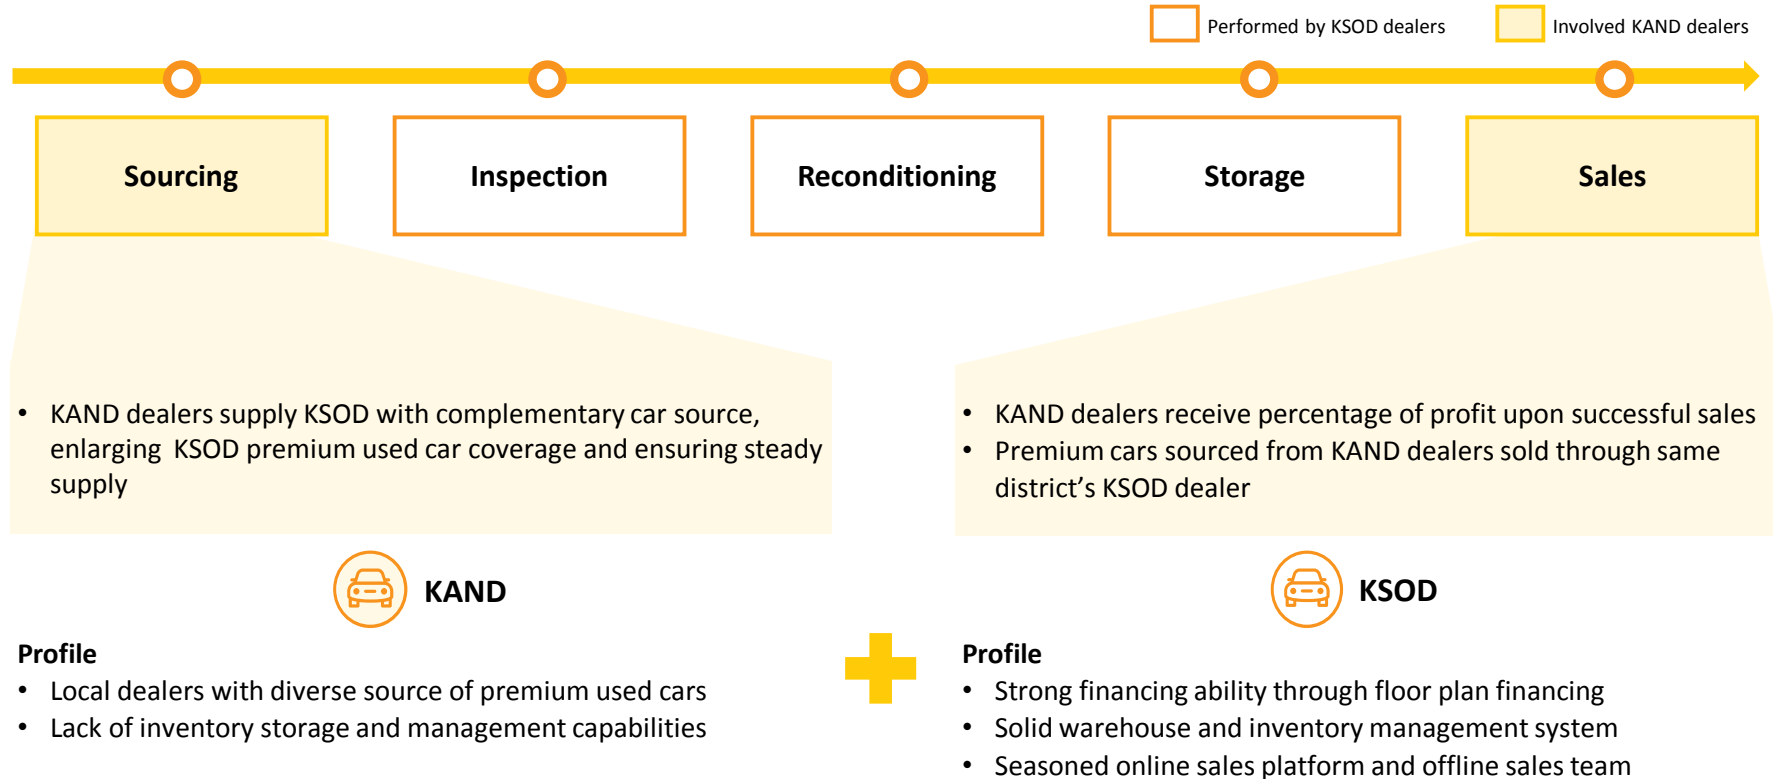 Performed by KSOD dealers
Involved KAND dealers
Sourcing
Inspection
Reconditioning
Storage
Sales
• KAND dealers supply KSOD with complementary car source,
enlarging KSOD premium used car coverage and ensuring steady
supply
• KAND dealers receive percentage of profit upon successful sales
• Premium cars sourced from KAND dealers sold through same
district’s KSOD dealer
KAND
Profile
• Local dealers with diverse source of premium used cars
• Lack of inventory storage and management capabilities
KSOD
Profile
• Strong financing ability through floor plan financing
• Solid warehouse and inventory management system
• Seasoned online sales platform and offline sales team